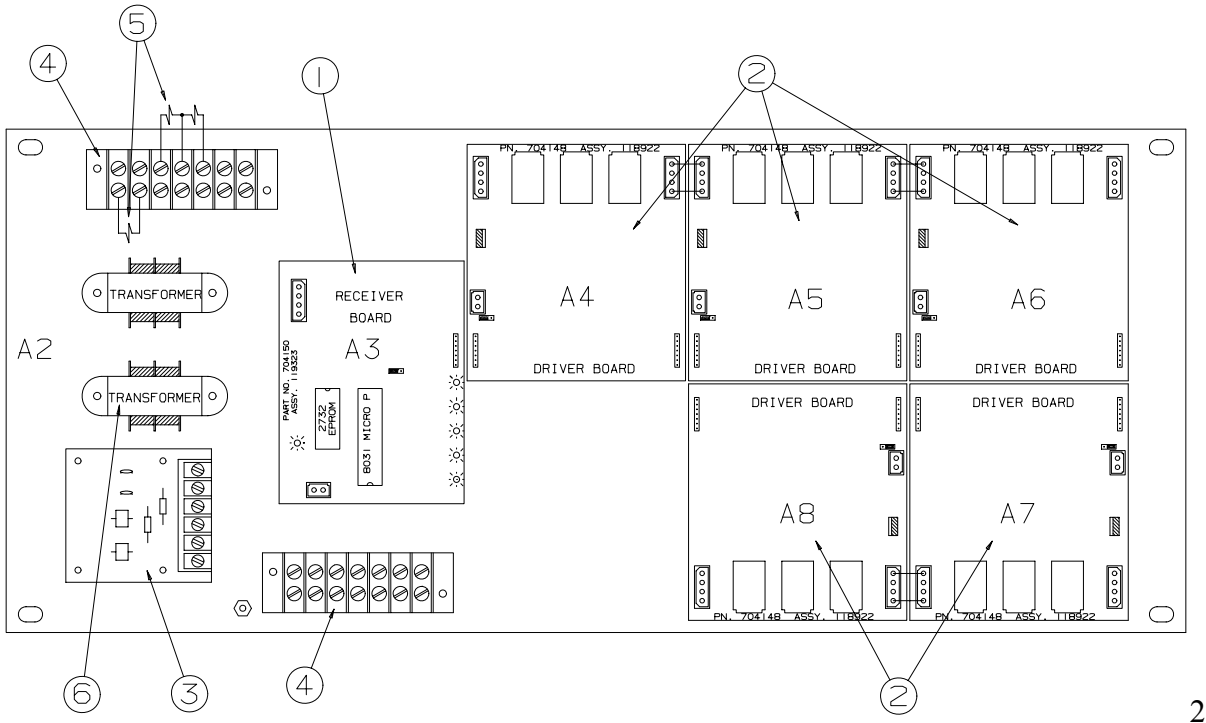 5
4
1
2
PN. 704148 ASSY. 118922
PN. 704148 ASSY. 118922
PN. 704148 ASSY. 118922
TRANSFORMER
RECEIVER
BOARD
A4
A5
A6
A2
A3
DRIVER BOARD
DRIVER BOARD
DRIVER BOARD
PART NO. 704150
ASSY. 119323
TRANSFORMER
2732
EPROM
8031 MICRO P
DRIVER BOARD
DRIVER BOARD
A8
A7
PN. 704148 ASSY. 118922
PN. 704148 ASSY. 118922
6
3
4
2
2